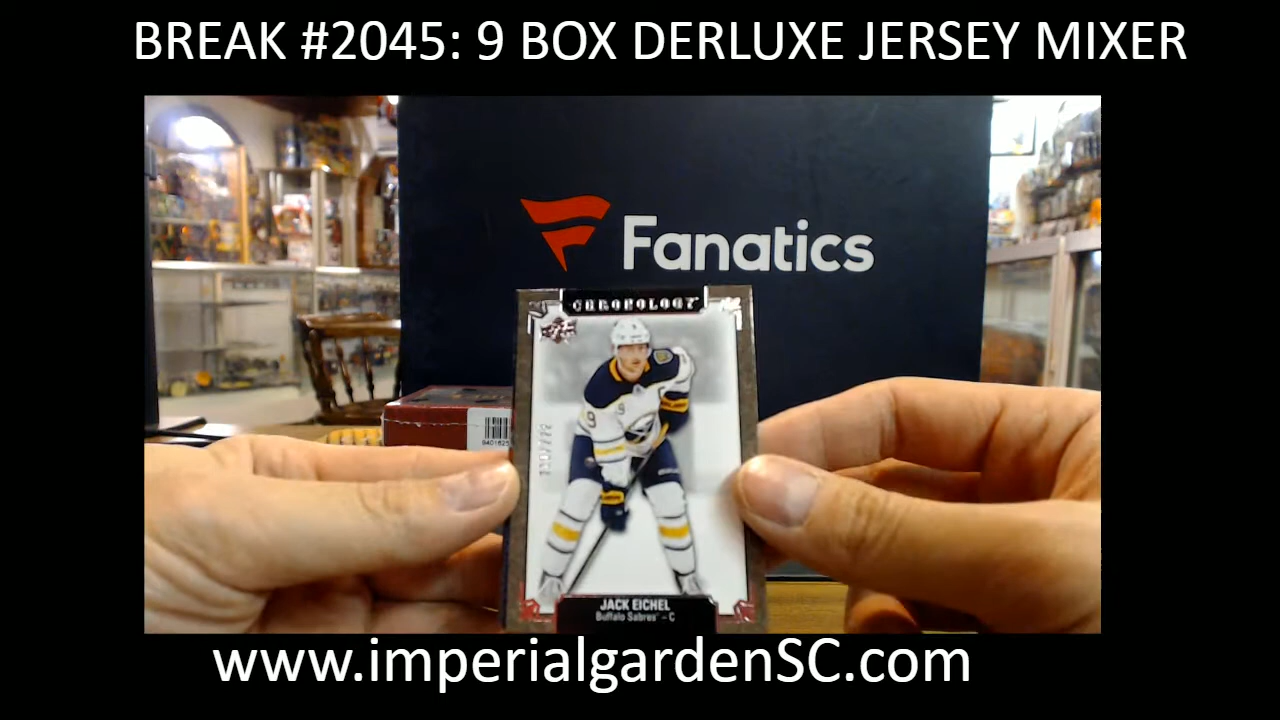 BREAK #2045: 9 BOX DERLUXE JERSEY MIXER
Fanatics
CHRONOLOGY
JACK EICHEL
Buffalo Sabres - C
www.imperialgardenSC.com